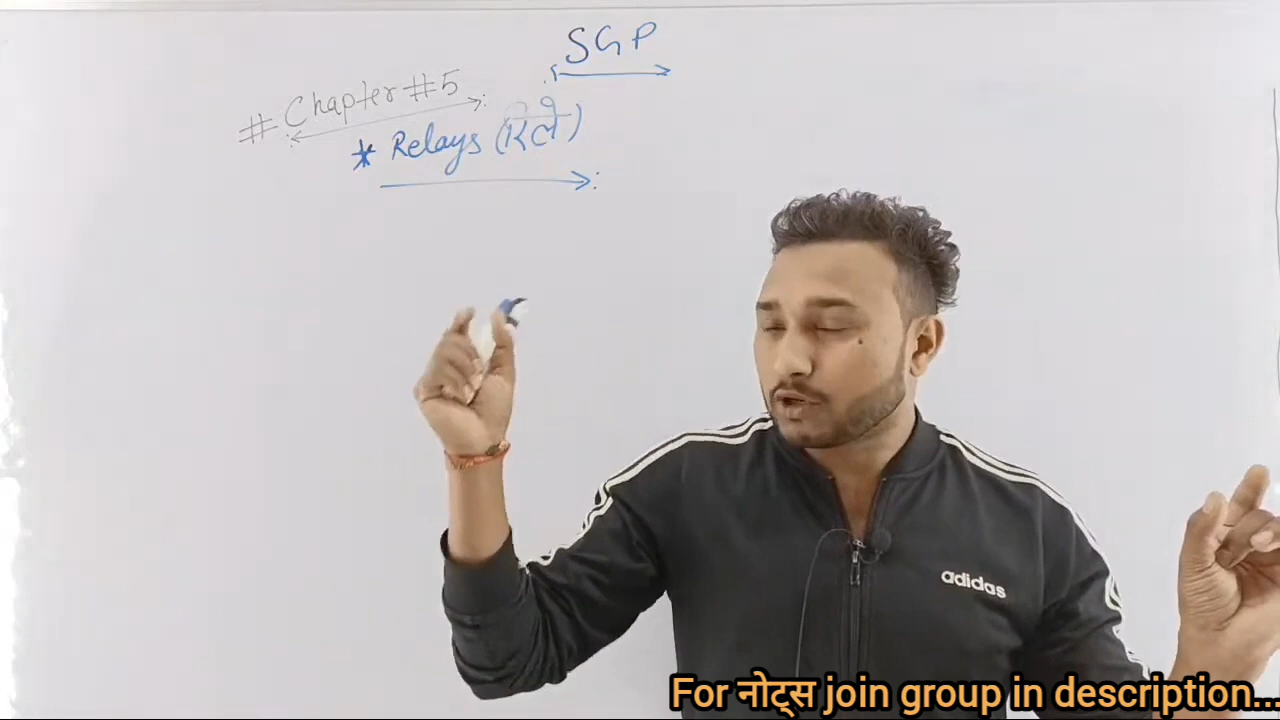 SGP
# Chapter #5
* Relays (रिले)
adidas
For नोट्स join group in description...